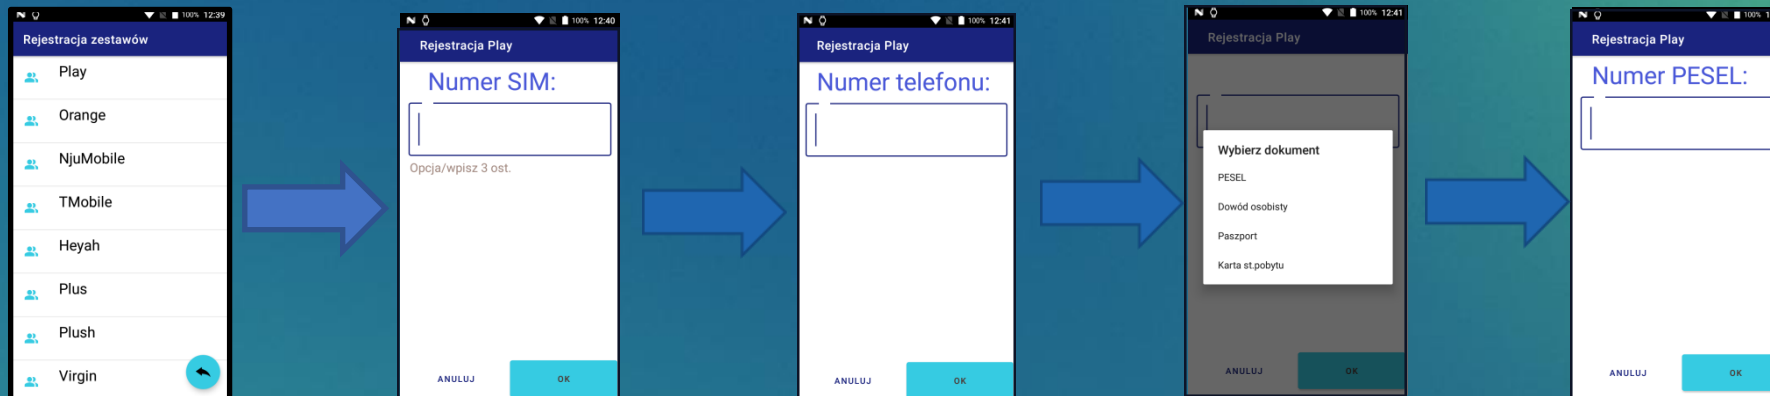 100% 12:39
Rejestracja zestawów
Play
Orange
NjuMobile
TMobile
Heyah
Plus
Plush
Virgin
100% 12:40
Rejestracja Play
Numer SIM:
Opcja/wpisz 3 ost.
ANULUJ
OK
100% 12:41
Rejestracja Play
Numer telefonu:
ANULUJ
OK
100% 12:41
Rejestracja Play
Wybierz dokument
PESEL
Dowód osobisty
Paszport
Karta st.pobytu
ANULUJ
OK
100%
Rejestracja Play
Numer PESEL:
ANULUJ
OK